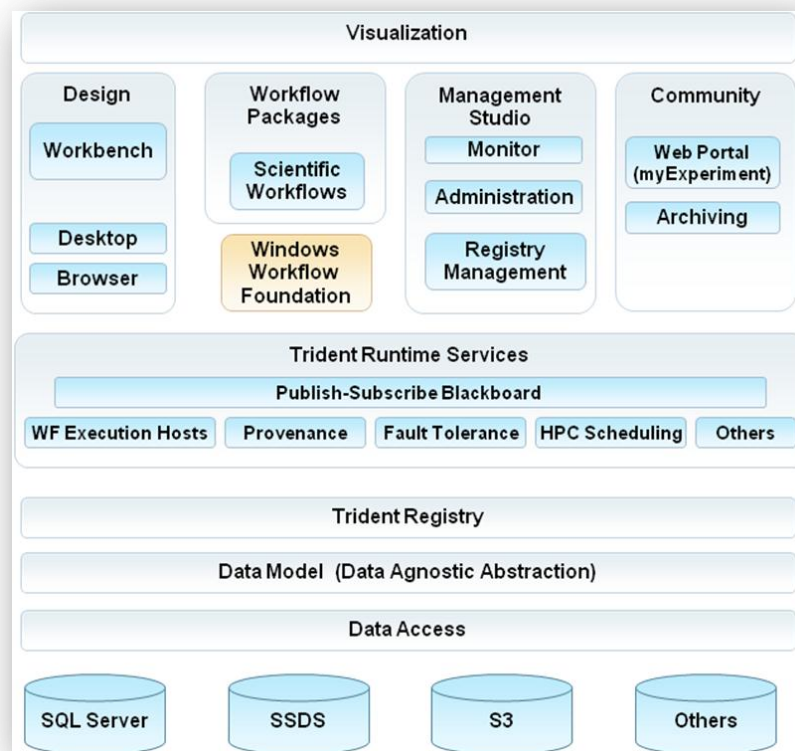 Visualization
Design
Workbench
Desktop
Browser
Workflow
Packages
Scientific
Workflows
Windows
Workflow
Foundation
Management
Studio
Monitor
Administration
Registry
Management
Community
Web Portal
(myExperiment)
Archiving
Trident Runtime Services
Publish-Subscribe Blackboard
WF Execution Hosts
Provenance
Fault Tolerance
HPC Scheduling
Others
Trident Registry
Data Model (Data Agnostic Abstraction)
Data Access
SQL Server
SSDS
S3
Others